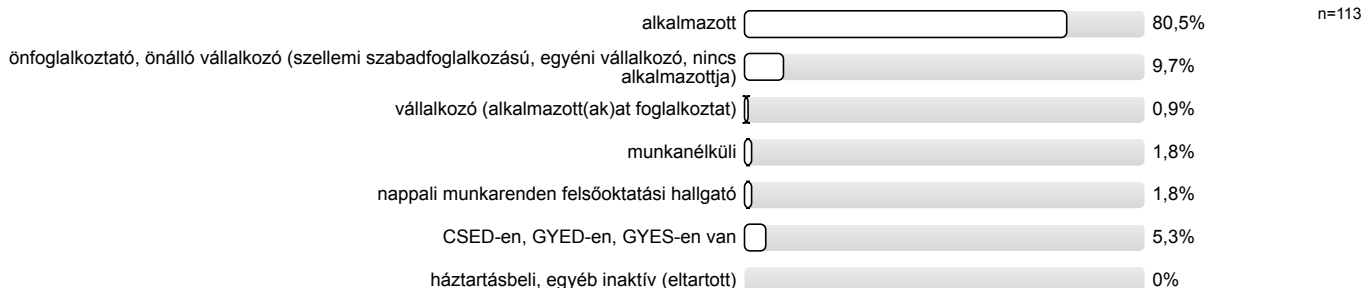 alkalmazott 80,5% n=113
önfoglalkoztató, önálló vállalkozó (szellemi szabadfoglalkozású, egyéni vállalkozó, nincs
alkalmazottja) 9,7%
vállalkozó (alkalmazott(ak)at foglalkoztat) 0,9%
munkanélküli 1,8%
nappali munkarenden felsőoktatási hallgató 1,8%
CSED-en, GYED-en, GYES-en van 5,3%
háztartásbeli, egyéb inaktív (eltartott) 0%